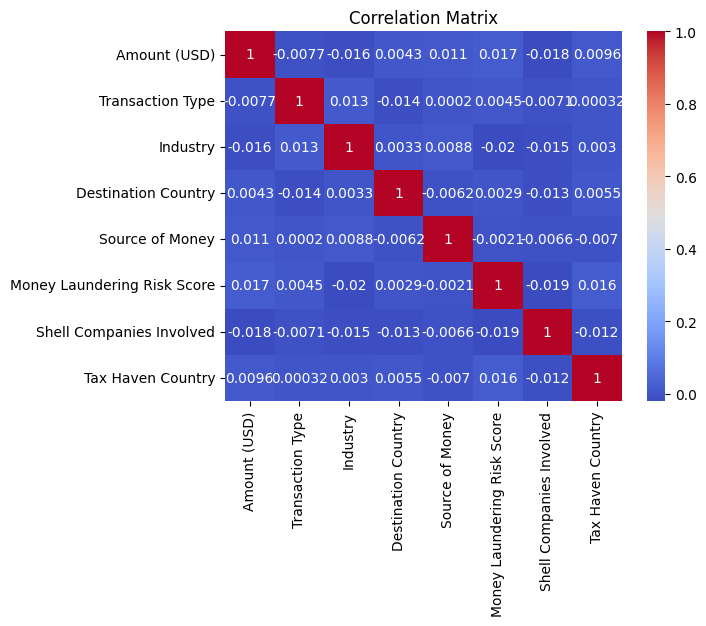 Correlation Matrix
Amount (USD) 1 -0.0077 -0.016 0.0043 0.011 0.017 -0.018 0.0096
Transaction Type -0.0077 1 0.013 -0.014 0.0002 0.0045 -0.0071 0.00032
Industry -0.016 0.013 1 0.0033 0.0088 -0.02 -0.015 0.003
Destination Country 0.0043 -0.014 0.0033 1 -0.0062 0.0029 -0.013 0.0055
Source of Money 0.011 0.0002 0.0088 -0.0062 1 -0.0021 -0.0066 -0.007
Money Laundering Risk Score 0.017 0.0045 -0.02 0.0029 -0.0021 1 -0.019 0.016
Shell Companies Involved -0.018 -0.0071 -0.015 -0.013 -0.0066 -0.019 1 -0.012
Tax Haven Country 0.0096 0.00032 0.003 0.0055 -0.007 0.016 -0.012 1
Amount (USD)
Transaction Type
Industry
Destination Country
Source of Money
Money Laundering Risk Score
Shell Companies Involved
Tax Haven Country
1.0
0.8
0.6
0.4
0.2
0.0